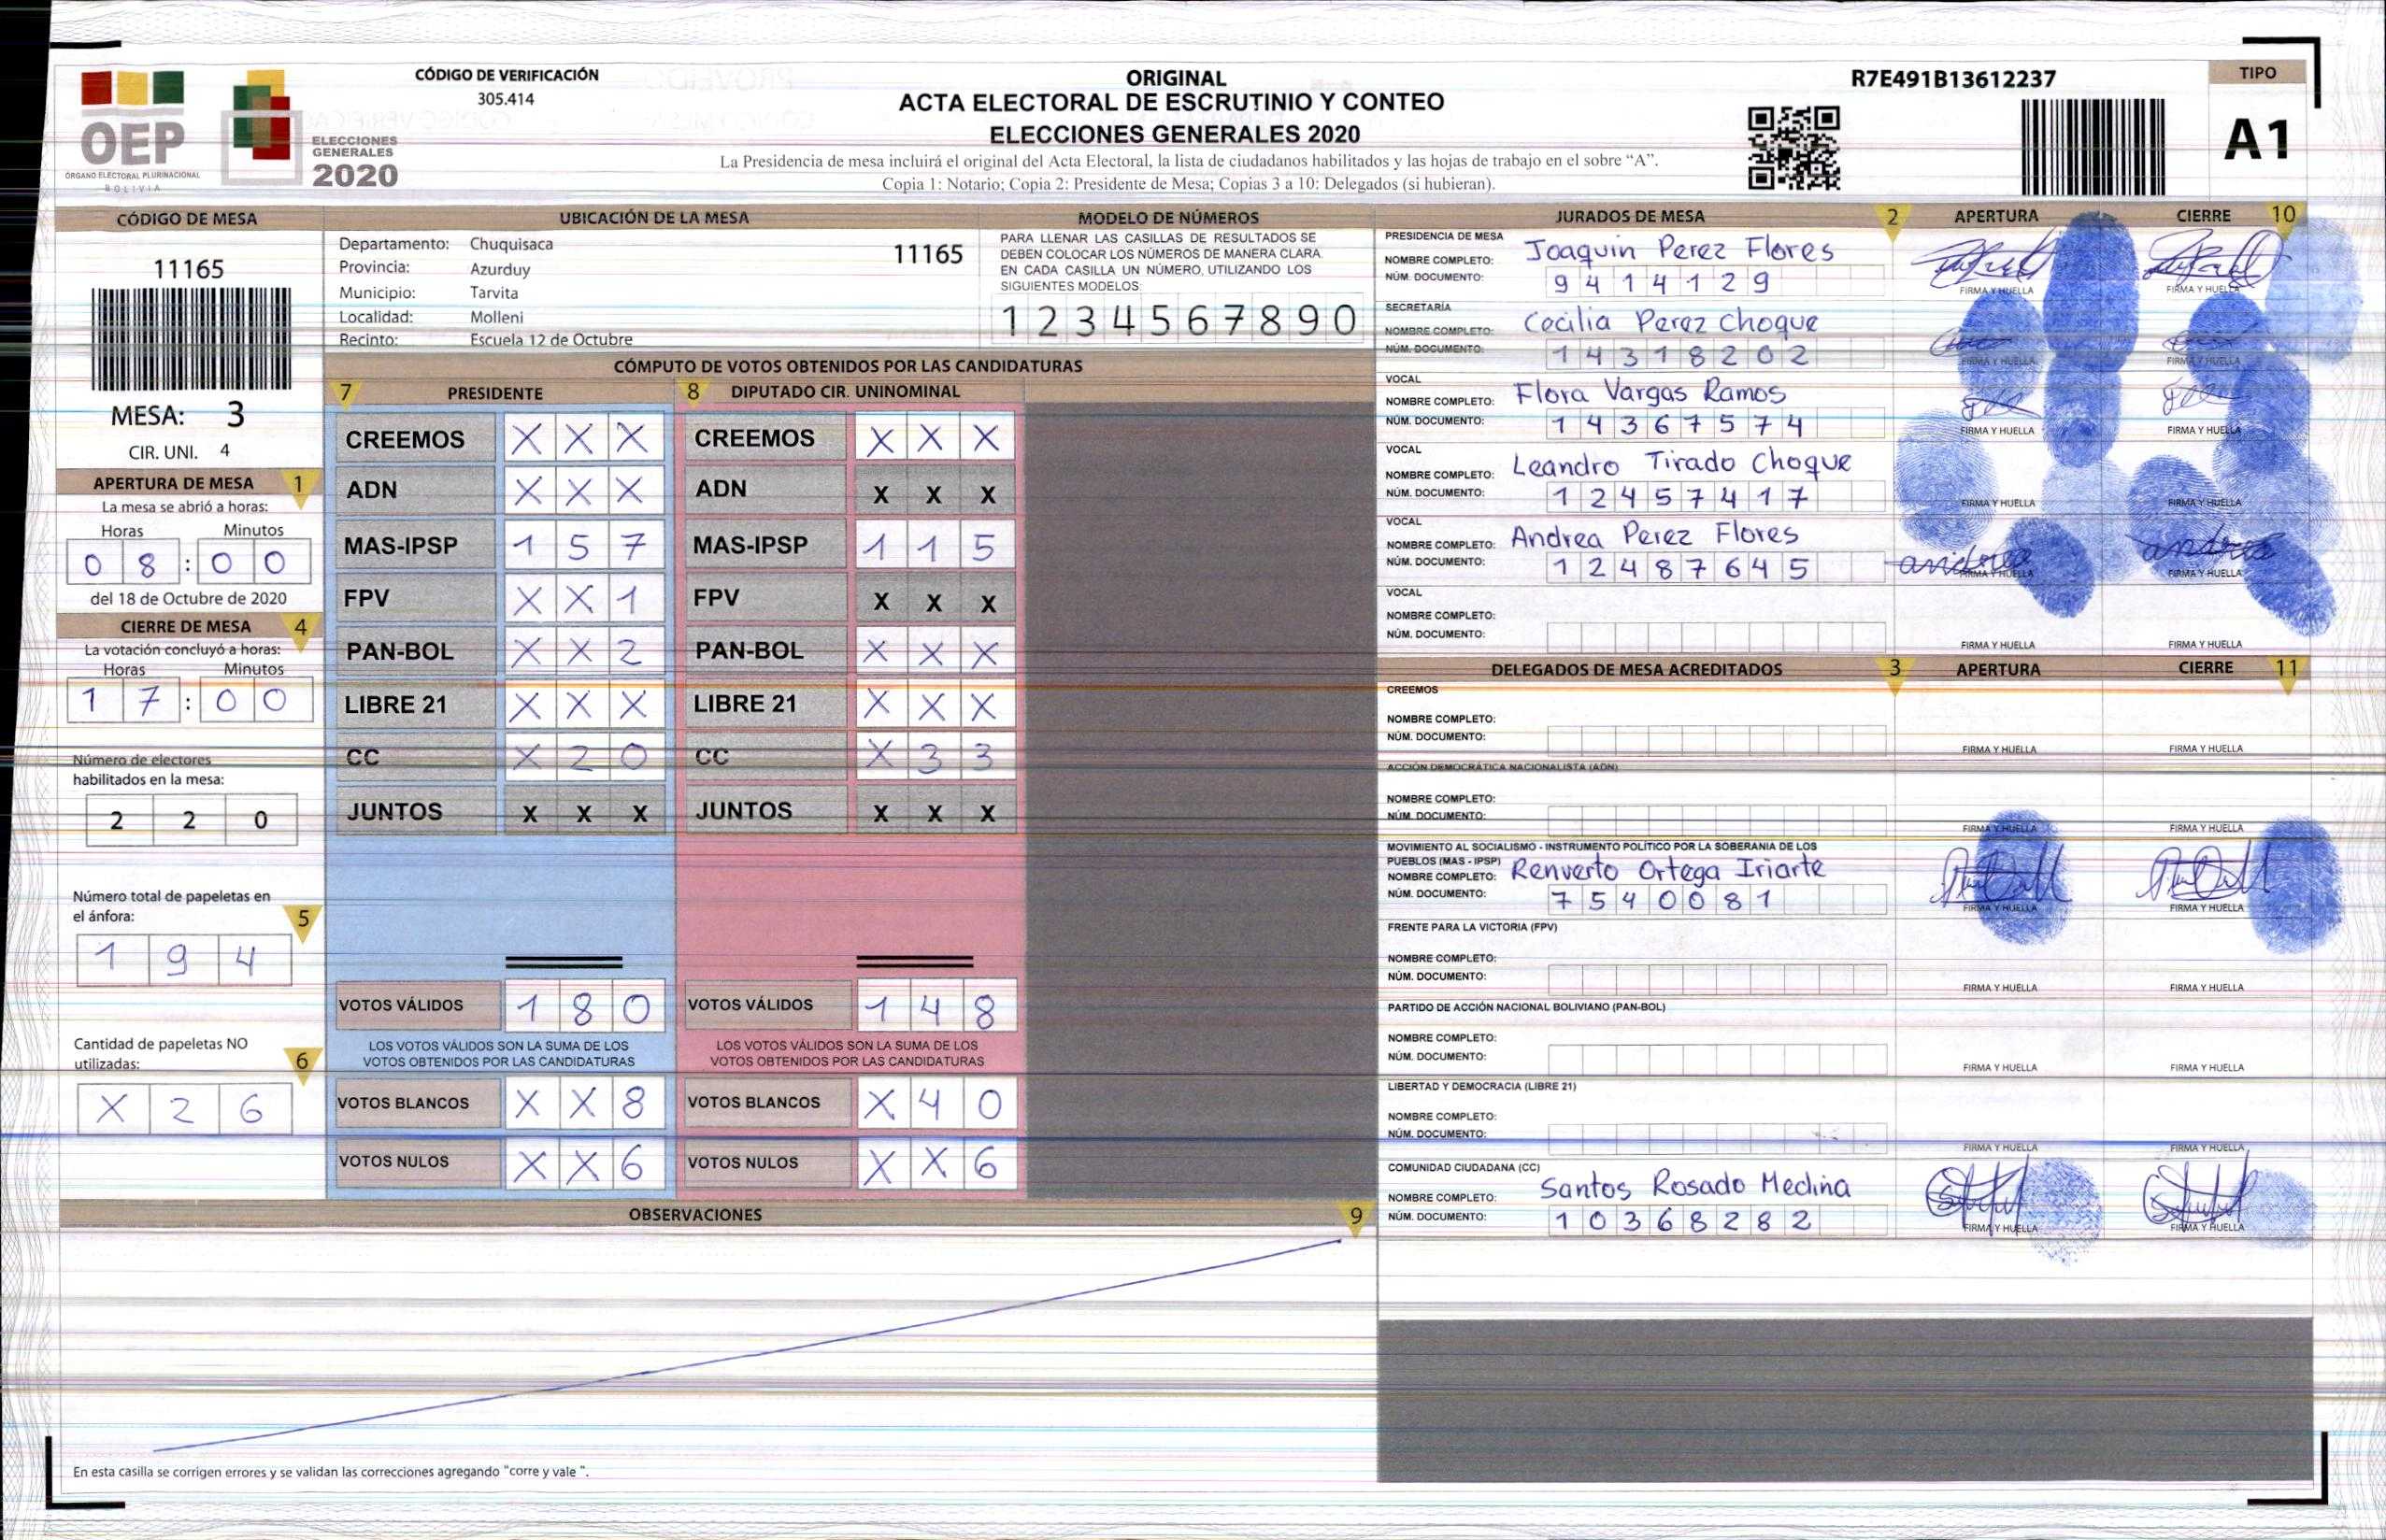 CÓDIGO DE VERIFICACIÓN
305.414
ORIGINAL
ACTA ELECTORAL DE ESCRUTINIO Y CONTEO
ELECCIONES GENERALES 2020
La Presidencia de mesa incluirá el original del Acta Electoral, la lista de ciudadanos habilitados y las hojas de trabajo en el sobre “A”.
Copia 1: Notario; Copia 2: Presidente de Mesa; Copias 3 a 10: Delegados (si hubieran).
R7E491B13612237
TIPO
A1
OEP
ÓRGANO ELECTORAL PLURINACIONAL
BOLIVIA
ELECCIONES
GENERALES
2020
CÓDIGO DE MESA
11165
MESA: 3
CIR. UNI. 4
APERTURA DE MESA 1
La mesa se abrió a horas:
Horas Minutos
0 8 : 0 0
del 18 de Octubre de 2020
CIERRE DE MESA 4
La votación concluyó a horas:
Horas Minutos
1 7 : 0 0
Número de electores
habilitados en la mesa:
2 2 0
Número total de papeletas en
el ánfora: 5
1 9 4
Cantidad de papeletas NO
utilizadas: 6
X 2 6
UBICACIÓN DE LA MESA
Departamento: Chuquisaca 11165
Provincia: Azurduy
Municipio: Tarvita
Localidad: Molleni
Recinto: Escuela 12 de Octubre
MODELO DE NÚMEROS
PARA LLENAR LAS CASILLAS DE RESULTADOS SE
DEBEN COLOCAR LOS NÚMEROS DE MANERA CLARA.
EN CADA CASILLA UN NÚMERO, UTILIZANDO LOS
SIGUIENTES MODELOS:
1 2 3 4 5 6 7 8 9 0
CÓMPUTO DE VOTOS OBTENIDOS POR LAS CANDIDATURAS
7 PRESIDENTE 8 DIPUTADO CIR. UNINOMINAL
CREEMOS X X X CREEMOS X X X
ADN X X X ADN X X X
MAS-IPSP 1 5 7 MAS-IPSP 1 1 5
FPV X X 1 FPV X X X
PAN-BOL X X 2 PAN-BOL X X X
LIBRE 21 X X X LIBRE 21 X X X
CC X 2 0 CC X 3 3
JUNTOS X X X JUNTOS X X X
VOTOS VÁLIDOS 1 8 0 VOTOS VÁLIDOS 1 4 8
LOS VOTOS VÁLIDOS SON LA SUMA DE LOS LOS VOTOS VÁLIDOS SON LA SUMA DE LOS
VOTOS OBTENIDOS POR LAS CANDIDATURAS VOTOS OBTENIDOS POR LAS CANDIDATURAS
VOTOS BLANCOS X X 8 VOTOS BLANCOS X 4 0
VOTOS NULOS X X 6 VOTOS NULOS X X 6
OBSERVACIONES 9
En esta casilla se corrigen errores y se validan las correcciones agregando "corre y vale ".
JURADOS DE MESA 2 APERTURA CIERRE 10
PRESIDENCIA DE MESA
NOMBRE COMPLETO: Joaquin Perez Flores
NÚM. DOCUMENTO: 9 4 1 4 1 2 9
FIRMA Y HUELLA FIRMA Y HUELLA
SECRETARÍA
NOMBRE COMPLETO: Cecilia Perez Choque
NÚM. DOCUMENTO: 1 4 3 1 8 2 0 2
FIRMA Y HUELLA FIRMA Y HUELLA
VOCAL
NOMBRE COMPLETO: Flora Vargas Ramos
NÚM. DOCUMENTO: 1 4 3 6 7 5 7 4
FIRMA Y HUELLA FIRMA Y HUELLA
VOCAL
NOMBRE COMPLETO: Leandro Tirado Choque
NÚM. DOCUMENTO: 1 2 4 5 7 4 1 7
FIRMA Y HUELLA FIRMA Y HUELLA
VOCAL
NOMBRE COMPLETO: Andrea Perez Flores
NÚM. DOCUMENTO: 1 2 4 8 7 6 4 5 andrea andrea
FIRMA Y HUELLA FIRMA Y HUELLA
VOCAL
NOMBRE COMPLETO:
NÚM. DOCUMENTO:
FIRMA Y HUELLA FIRMA Y HUELLA
DELEGADOS DE MESA ACREDITADOS 3 APERTURA CIERRE 11
CREEMOS
NOMBRE COMPLETO:
NÚM. DOCUMENTO:
FIRMA Y HUELLA FIRMA Y HUELLA
ACCIÓN DEMOCRÁTICA NACIONALISTA (ADN)
NOMBRE COMPLETO:
NÚM. DOCUMENTO:
FIRMA Y HUELLA FIRMA Y HUELLA
MOVIMIENTO AL SOCIALISMO - INSTRUMENTO POLÍTICO POR LA SOBERANIA DE LOS
PUEBLOS (MAS - IPSP)
NOMBRE COMPLETO: Renverto Ortega Iriarte
NÚM. DOCUMENTO: 7 5 4 0 0 8 1
FIRMA Y HUELLA FIRMA Y HUELLA
FRENTE PARA LA VICTORIA (FPV)
NOMBRE COMPLETO:
NÚM. DOCUMENTO:
FIRMA Y HUELLA FIRMA Y HUELLA
PARTIDO DE ACCIÓN NACIONAL BOLIVIANO (PAN-BOL)
NOMBRE COMPLETO:
NÚM. DOCUMENTO:
FIRMA Y HUELLA FIRMA Y HUELLA
LIBERTAD Y DEMOCRACIA (LIBRE 21)
NOMBRE COMPLETO:
NÚM. DOCUMENTO:
FIRMA Y HUELLA FIRMA Y HUELLA
COMUNIDAD CIUDADANA (CC)
NOMBRE COMPLETO: Santos Rosado Medina
NÚM. DOCUMENTO: 1 0 3 6 8 2 8 2
FIRMA Y HUELLA FIRMA Y HUELLA